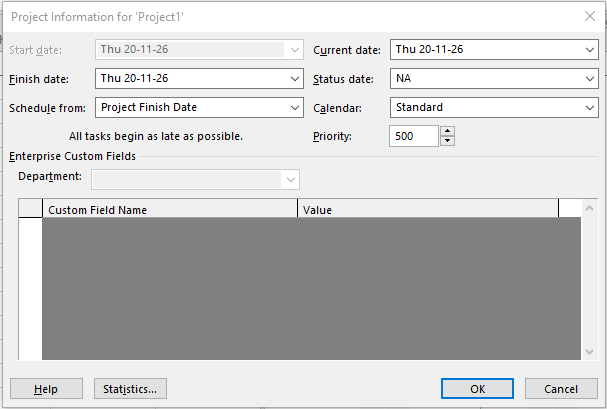 Project Information for 'Project1'
Start date: Thu 20-11-26 Current date: Thu 20-11-26
Finish date: Thu 20-11-26 Status date: NA
Schedule from: Project Finish Date Calendar: Standard
All tasks begin as late as possible. Priority: 500
Enterprise Custom Fields
Department:
Custom Field Name Value
Help Statistics... OK Cancel